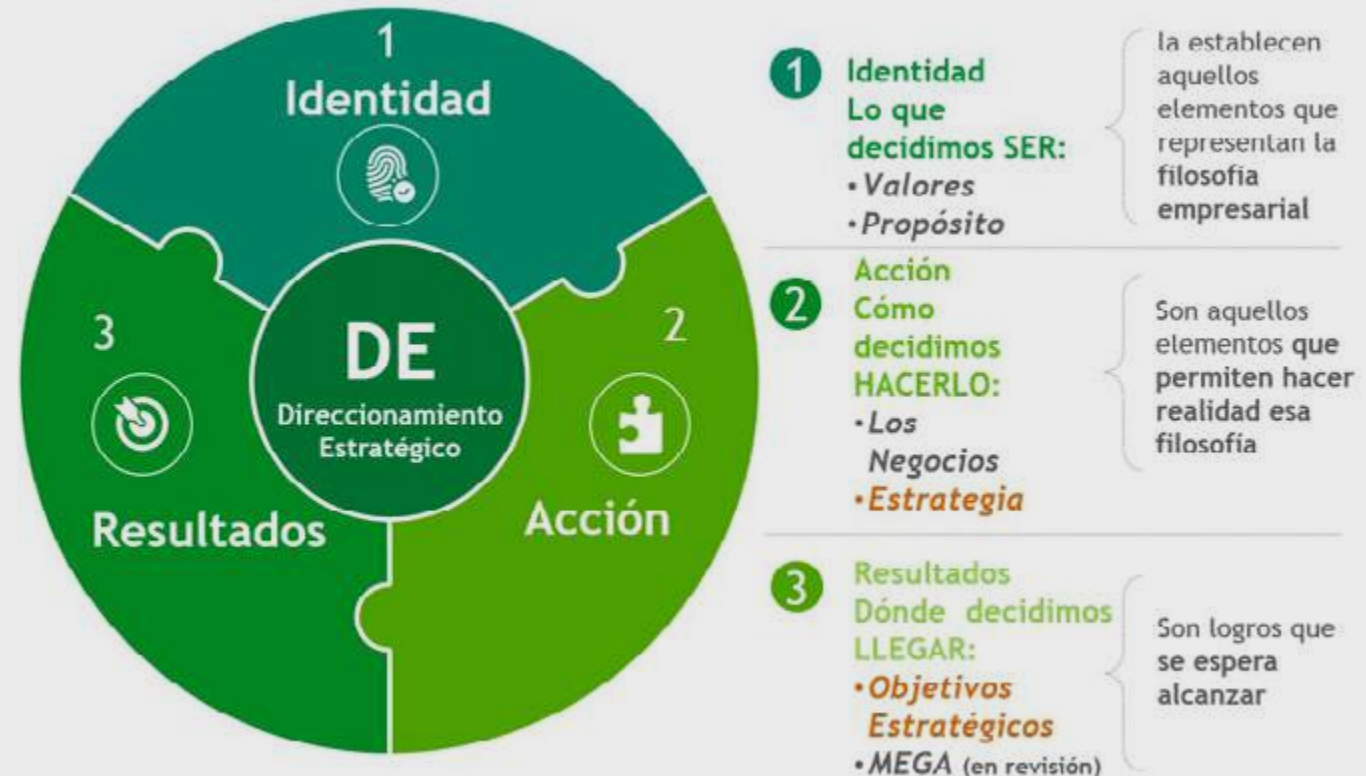 1
Identidad
3
2
DE
Direccionamiento
Estratégico
Resultados
Acción
1
Identidad
Lo que
decidimos SER:
• Valores
• Propósito
la establecen
aquellos
elementos que
representan la
filosofía
empresarial
2
Acción
Cómo
decidimos
HACERLO:
• Los
Negocios
• Estrategia
Son aquellos
elementos que
permiten hacer
realidad esa
filosofía
3
Resultados
Dónde decidimos
LLEGAR:
• Objetivos
Estratégicos
• MEGA (en revisión)
Son logros que
se espera
alcanzar